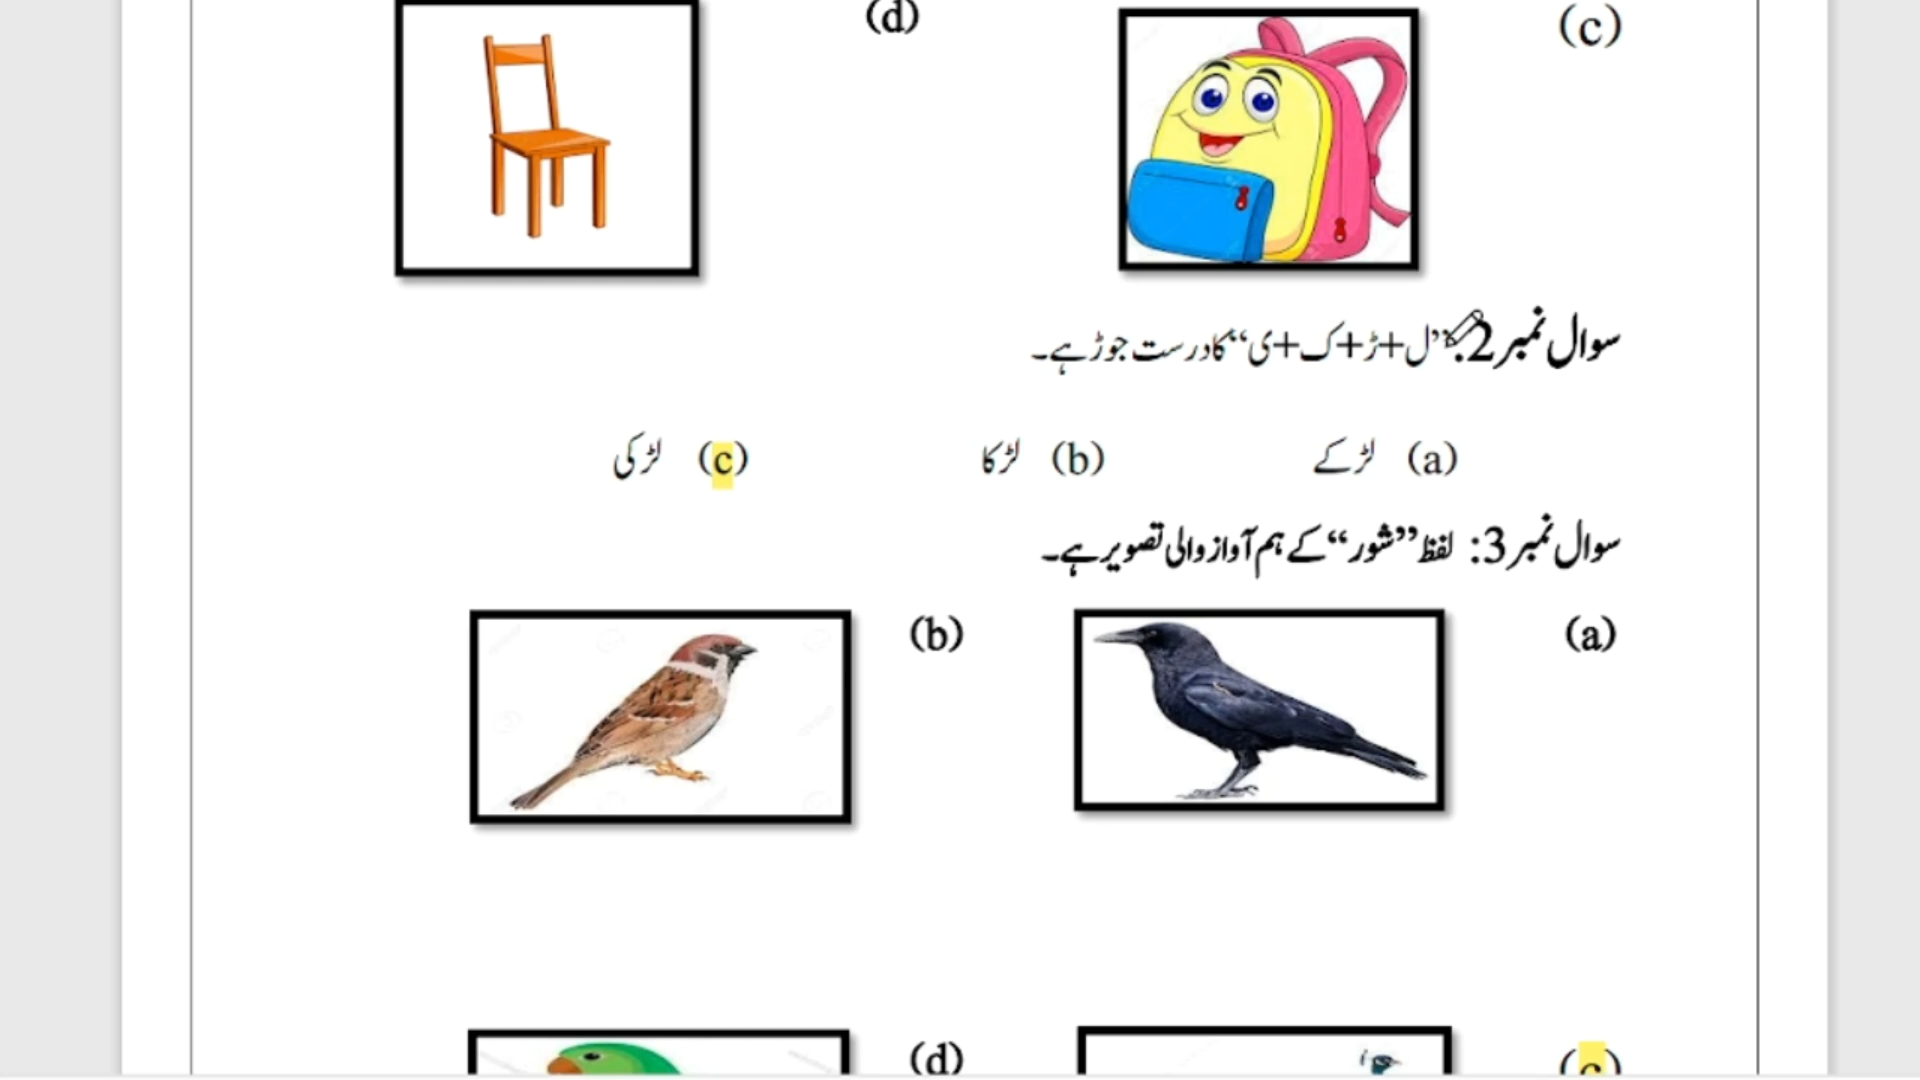 (c) (d)
سوال نمبر2: ”ل+ڑ+ک+ی“ کا درست جوڑ ہے۔
(a) لڑکے (b) لڑکا (c) لڑکی
سوال نمبر3: لفظ ”شور“ کے ہم آواز والی تصویر ہے۔
(a) (b)
(c) (d)